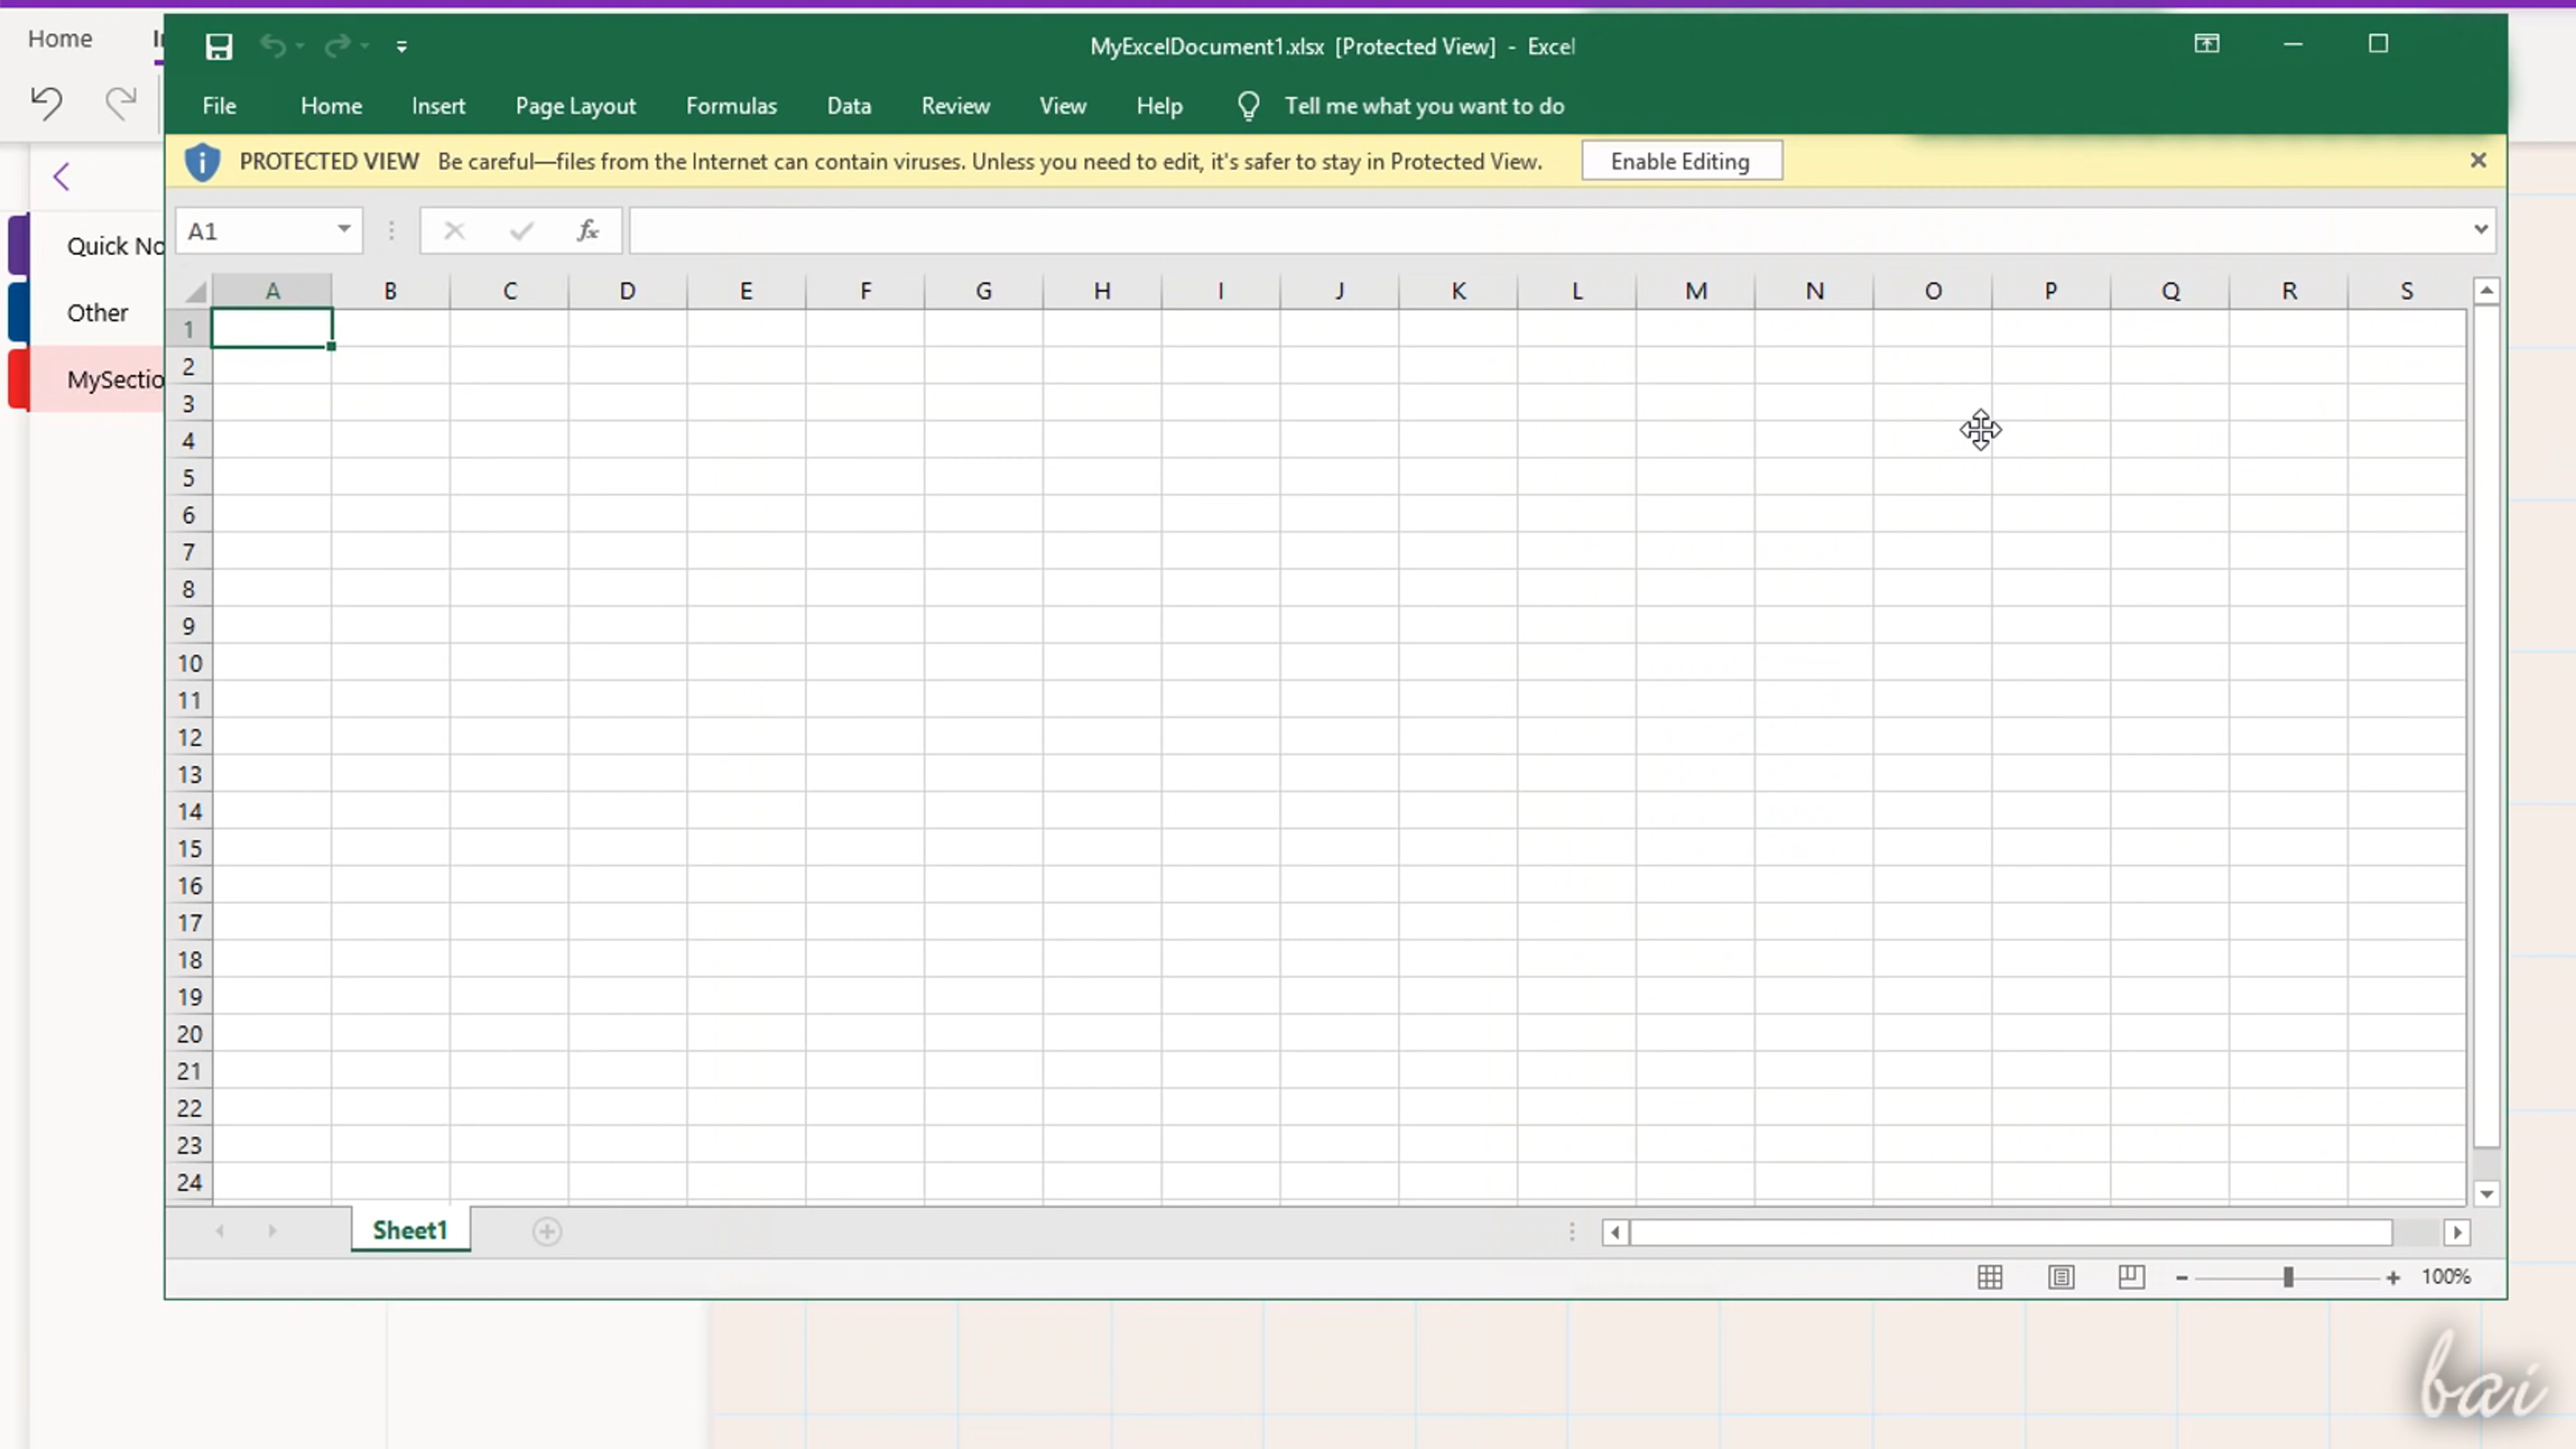 MyExcelDocument1.xlsx [Protected View] - Excel
Home
File Home Insert Page Layout Formulas Data Review View Help Tell me what you want to do
PROTECTED VIEW Be careful—files from the Internet can contain viruses. Unless you need to edit, it's safer to stay in Protected View. Enable Editing
A1 fx
Quick No
Other
MySectio
A B C D E F G H I J K L M N O P Q R S
1
2
3
4
5
6
7
8
9
10
11
12
13
14
15
16
17
18
19
20
21
22
23
24
Sheet1
100%
bai